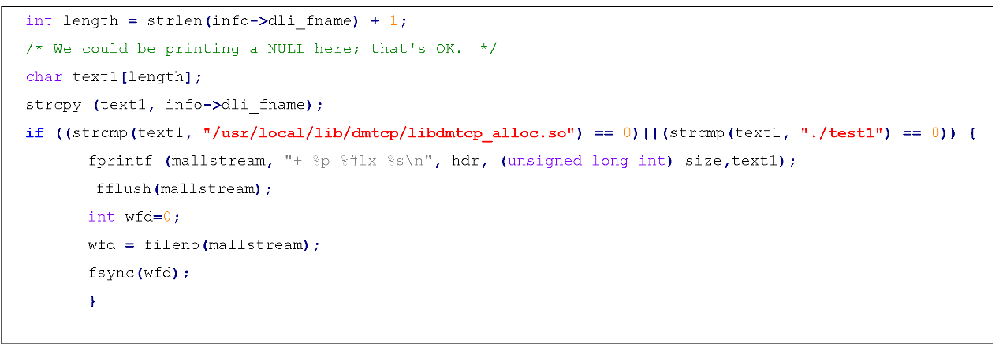 int length = strlen(info->dli_fname) + 1;
/* We could be printing a NULL here; that's OK.  */
char text1[length];
strcpy (text1, info->dli_fname);
if ((strcmp(text1, "/usr/local/lib/dmtcp/libdmtcp_alloc.so") == 0)||(strcmp(text1, "./test1") == 0)) {
fprintf (mallstream, "+ %p %#lx %s\n", hdr, (unsigned long int) size,text1);
fflush(mallstream);
int wfd=0;
wfd = fileno(mallstream);
fsync(wfd);
}